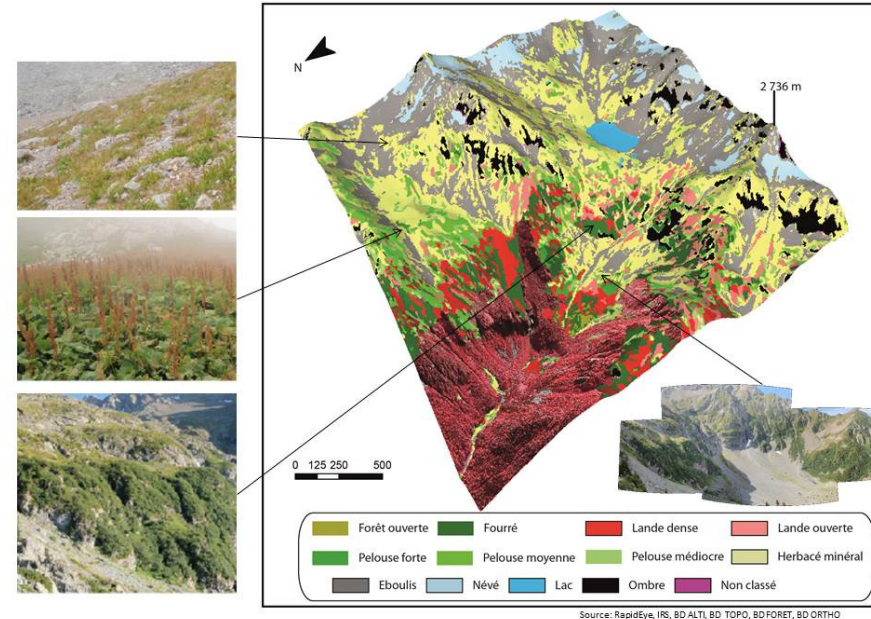 N
2 736 m
0 125 250 500
Forêt ouverte Fourré Lande dense Lande ouverte
Pelouse forte Pelouse moyenne Pelouse médiocre Herbacé minéral
Eboulis Névé Lac Ombre Non classé
Source: RapidEye, IRS, BD ALTI, BD TOPO, BD FORET, BD ORTHO